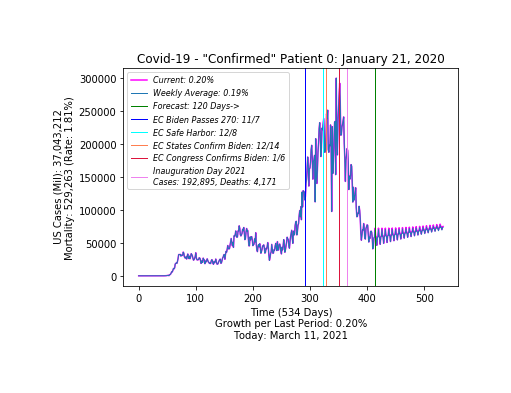 Covid-19 - "Confirmed" Patient 0: January 21, 2020
US Cases (Mil): 37,043,212
Mortality: 529,263 (Rate: 1.81%)
300000
250000
200000
150000
100000
50000
0
Current: 0.20%
Weekly Average: 0.19%
Forecast: 120 Days->
EC Biden Passes 270: 11/7
EC Safe Harbor: 12/8
EC States Confirm Biden: 12/14
EC Congress Confirms Biden: 1/6
Inauguration Day 2021
Cases: 192,895, Deaths: 4,171
0 100 200 300 400 500
Time (534 Days)
Growth per Last Period: 0.20%
Today: March 11, 2021